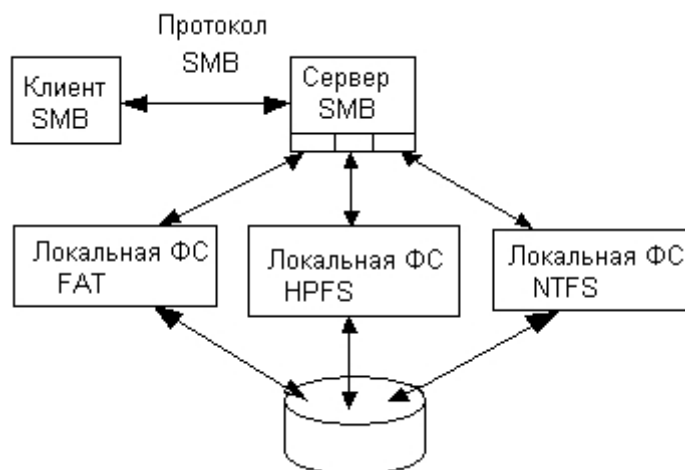 Протокол
SMB
Клиент
SMB
Сервер
SMB
Локальная ФС
FAT
Локальная ФС
HPFS
Локальная ФС
NTFS